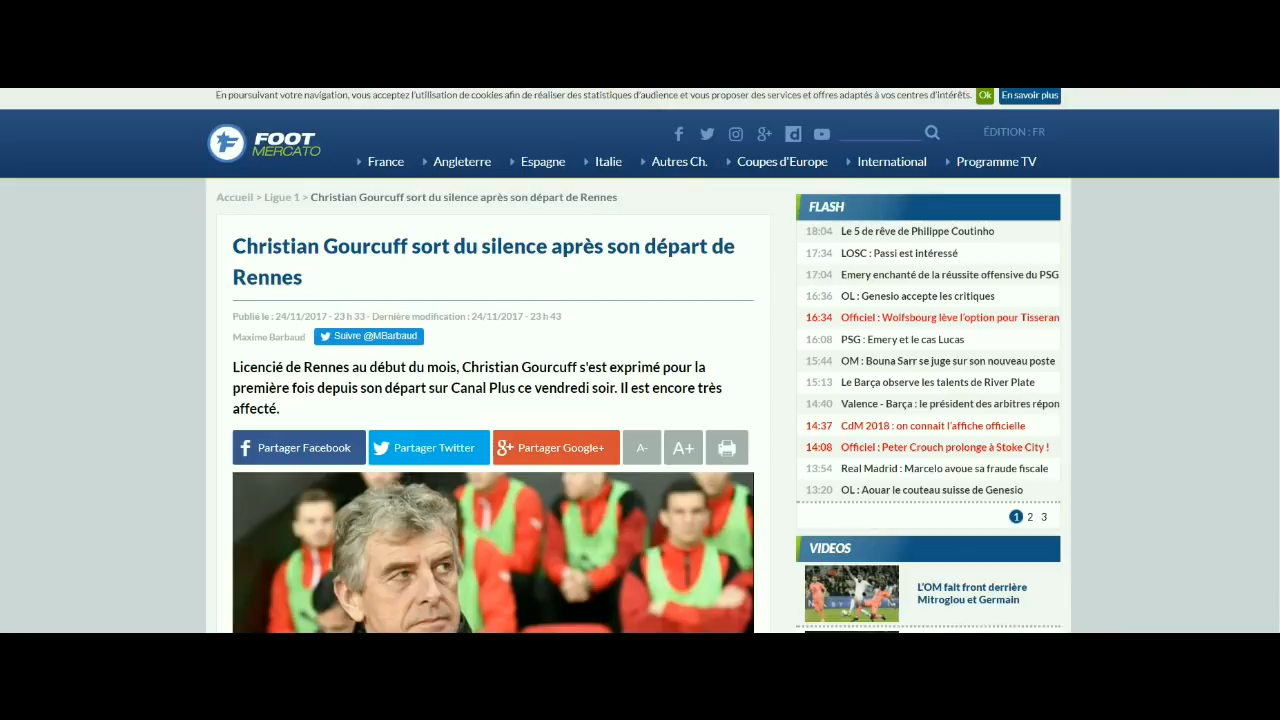 En poursuivant votre navigation, vous acceptez l'utilisation de cookies afin de réaliser des statistiques d'audience et vous proposer des services et offres adaptés à vos centres d'intérêts. Ok En savoir plus
FOOT
MERCATO
ÉDITION : FR
France Angleterre Espagne Italie Autres Ch. Coupes d'Europe International Programme TV
Accueil > Ligue 1 > Christian Gourcuff sort du silence après son départ de Rennes
Christian Gourcuff sort du silence après son départ de
Rennes
Publié le : 24/11/2017 - 23 h 33 - Dernière modification : 24/11/2017 - 23 h 43
Maxime Barbaud Suivre @MBarbaud
Licencié de Rennes au début du mois, Christian Gourcuff s'est exprimé pour la
première fois depuis son départ sur Canal Plus ce vendredi soir. Il est encore très
affecté.
Partager Facebook Partager Twitter Partager Google+ A- A+
FLASH
18:04 Le 5 de rêve de Philippe Coutinho
17:34 LOSC : Passi est intéressé
17:04 Emery enchanté de la réussite offensive du PSG
16:36 OL : Genesio accepte les critiques
16:34 Officiel : Wolfsbourg lève l'option pour Tisseran
16:08 PSG : Emery et le cas Lucas
15:44 OM : Bouna Sarr se juge sur son nouveau poste
15:13 Le Barça observe les talents de River Plate
14:40 Valence - Barça : le président des arbitres répon
14:37 CdM 2018 : on connait l'affiche officielle
14:08 Officiel : Peter Crouch prolonge à Stoke City !
13:54 Real Madrid : Marcelo avoue sa fraude fiscale
13:20 OL : Aouar le couteau suisse de Genesio
1 2 3
VIDEOS
L'OM fait front derrière
Mitroglou et Germain